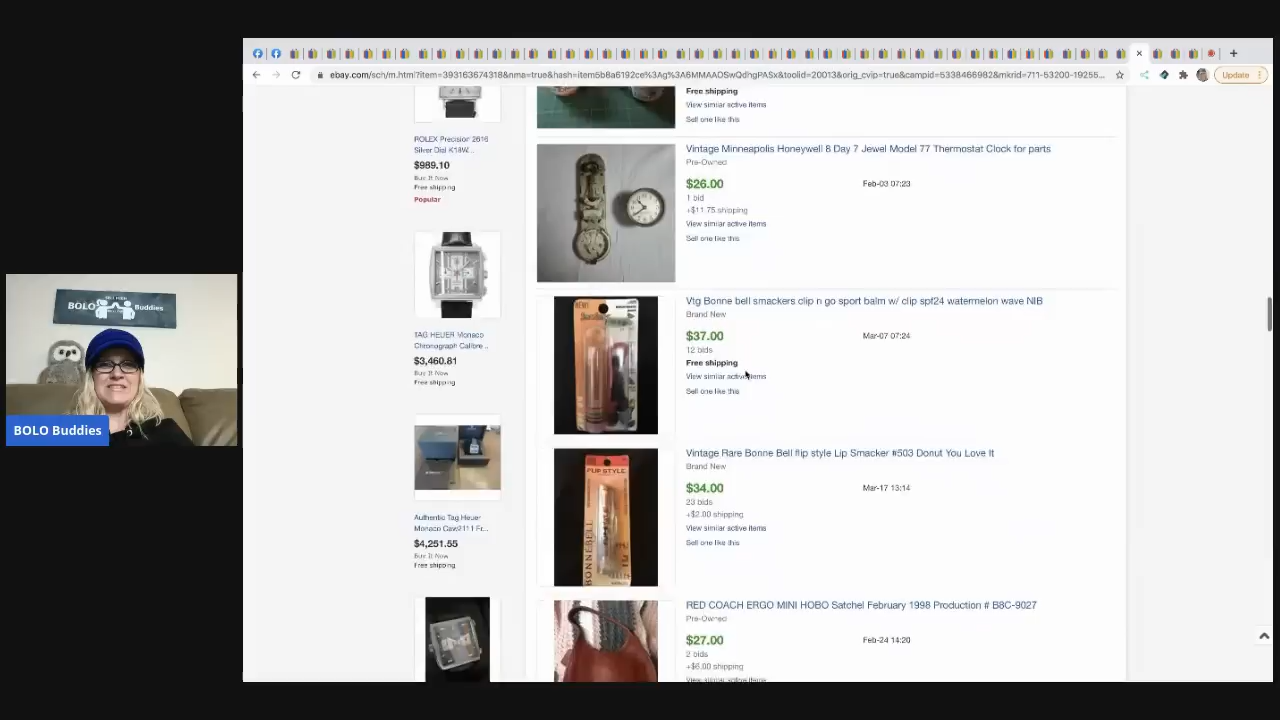 Update
ebay.com/sch/m.html?item=393163674318&nma=true&hash=item5b8a6192ce%3Ag%3A6MMAAOSwQdhgPASx&toolid=20013&orig_cvip=true&campid=5338466982&mkrid=711-53200-19255...
ROLEX Precision 2616
Silver Dial K18W...
$989.10
Buy It Now
Free shipping
Popular
TAG HEUER Monaco
Chronograph Calibre...
$3,460.81
Buy It Now
Free shipping
Authentic Tag Heuer
Monaco Caw2111 Fr...
$4,251.55
Buy It Now
Free shipping
Free shipping
View similar active items
Sell one like this
Vintage Minneapolis Honeywell 8 Day 7 Jewel Model 77 Thermostat Clock for parts
Pre-Owned
$26.00
Feb-03 07:23
1 bid
+$11.75 shipping
View similar active items
Sell one like this
Vtg Bonne bell smackers clip n go sport balm w/ clip spf24 watermelon wave NIB
Brand New
$37.00
Mar-07 07:24
12 bids
Free shipping
View similar active items
Sell one like this
Vintage Rare Bonne Bell flip style Lip Smacker #503 Donut You Love It
Brand New
$34.00
Mar-17 13:14
23 bids
+$2.00 shipping
View similar active items
Sell one like this
FLIP STYLE
BONNEBELL
RED COACH ERGO MINI HOBO Satchel February 1998 Production # B8C-9027
Pre-Owned
$27.00
Feb-24 14:20
2 bids
+$6.00 shipping
View similar active items
BOLO Buddies
BOLO Buddies